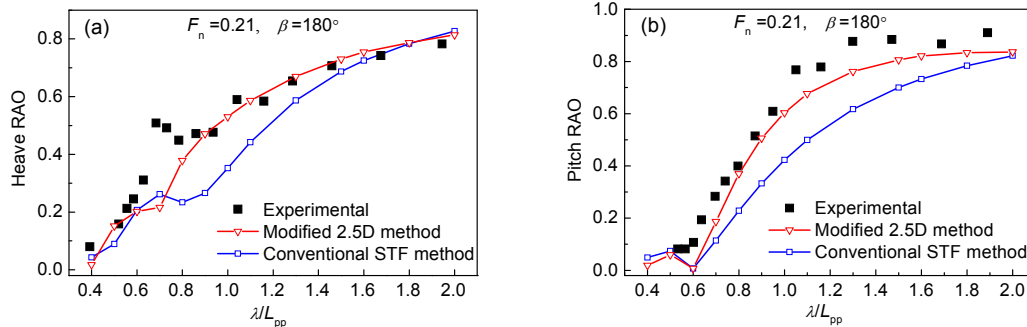 (a)
Fn =0.21, β=180°
Heave RAO
0.8
0.6
0.4
0.2
0.0
Experimental
Modified 2.5D method
Conventional STF method
0.4 0.6 0.8 1.0 1.2 1.4 1.6 1.8 2.0
λ/Lpp
(b)
Fn =0.21, β=180°
Pitch RAO
1.0
0.8
0.6
0.4
0.2
0.0
Experimental
Modified 2.5D method
Conventional STF method
0.4 0.6 0.8 1.0 1.2 1.4 1.6 1.8 2.0
λ/Lpp